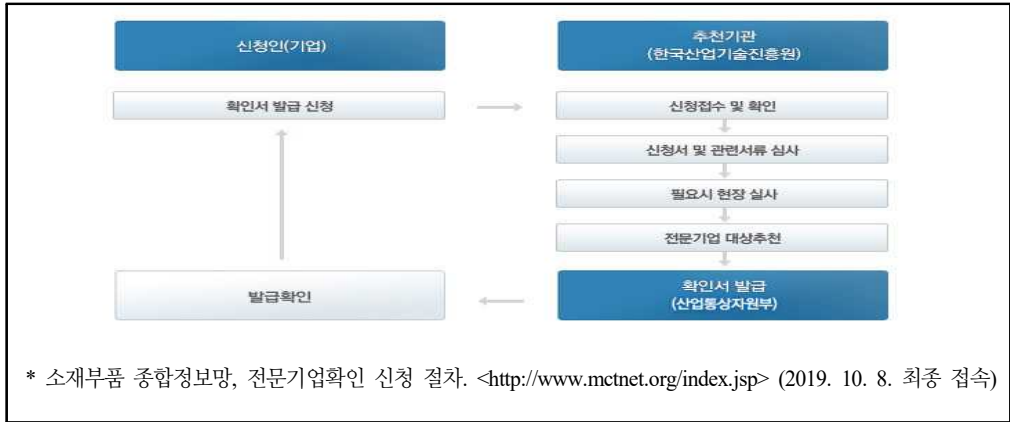 신청인(기업)
추천기관
(한국산업기술진흥원)
확인서 발급 신청
신청접수 및 확인
신청서 및 관련서류 심사
필요시 현장 실사
전문기업 대상추천
발급확인
확인서 발급
(산업통상자원부)
* 소재부품 종합정보망, 전문기업확인 신청 절차. <http://www.mctnet.org/index.jsp> (2019. 10. 8. 최종 접속)